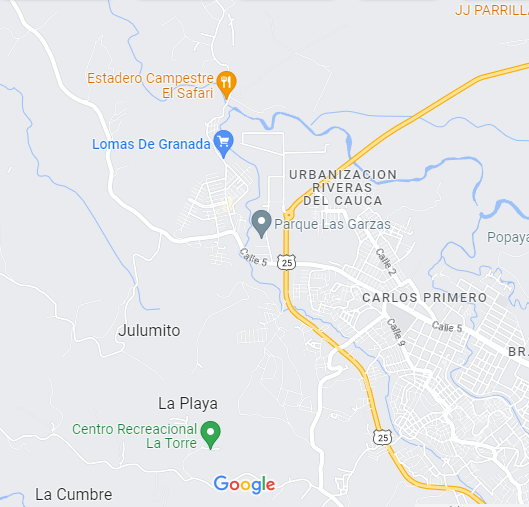 JJ PARRILLA
Estadero Campestre
El Safari
Lomas De Granada
URBANIZACION
RIVERAS
DEL CAUCA
Parque Las Garzas
Popaya
Calle 5
25
Calle 2
CARLOS PRIMERO
Calle 5
Calle 9
Julumito
BR
La Playa
Centro Recreacional
La Torre
25
Google
La Cumbre